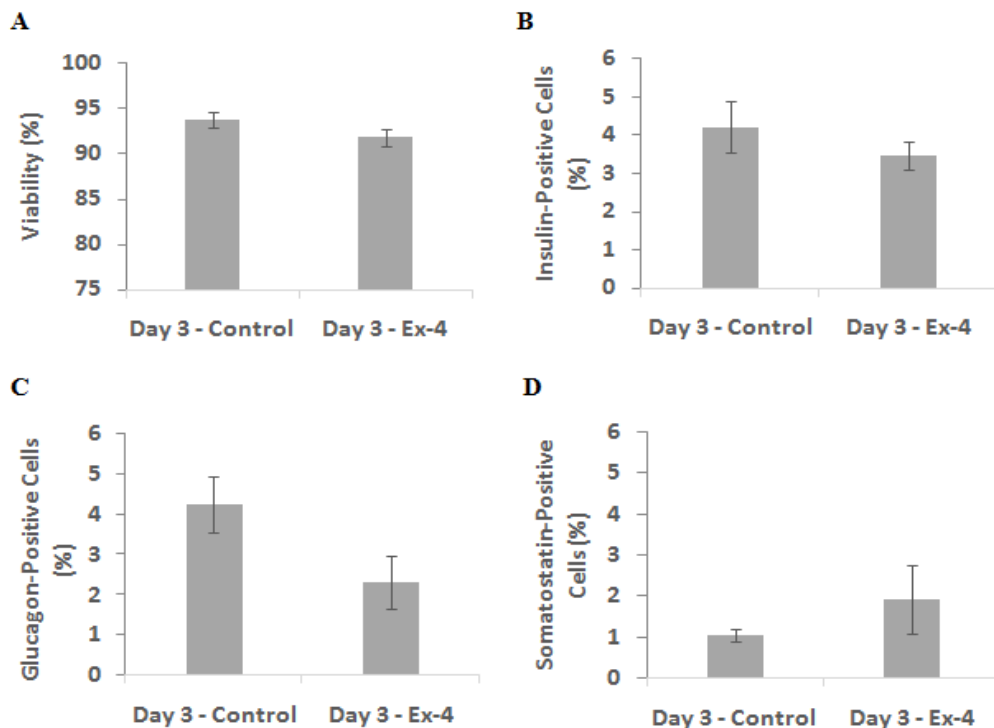 A
Viability (%)
100
95
90
85
80
75
Day 3 - Control
Day 3 - Ex-4
B
Insulin-Positive Cells
(%)
6
5
4
3
2
1
0
Day 3 - Control
Day 3 - Ex-4
C
Glucagon-Positive Cells
(%)
6
5
4
3
2
1
0
Day 3 - Control
Day 3 - Ex-4
D
Somatostatin-Positive
Cells (%)
6
5
4
3
2
1
0
Day 3 - Control
Day 3 - Ex-4